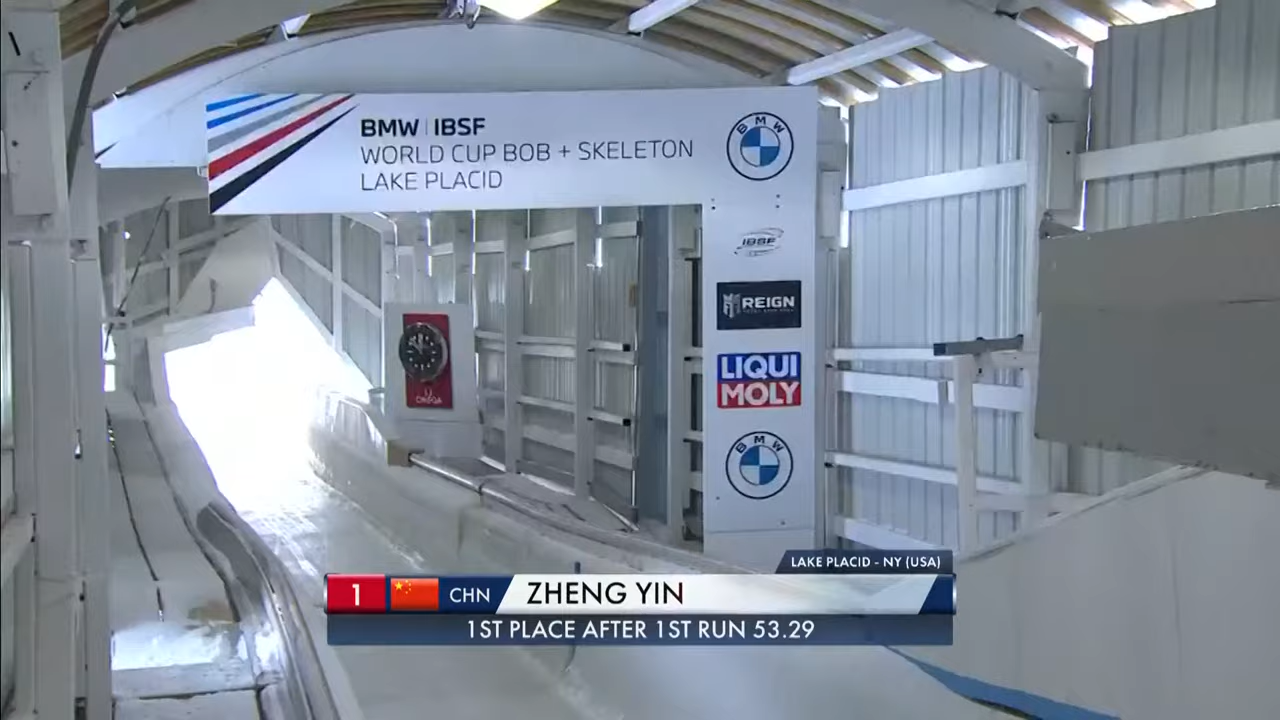 BMW | IBSF
WORLD CUP BOB + SKELETON
LAKE PLACID
BMW
IBSF
REIGN
LIQUI
MOLY
BMW
OMEGA
LAKE PLACID - NY (USA)
1 CHN ZHENG YIN
1ST PLACE AFTER 1ST RUN 53.29